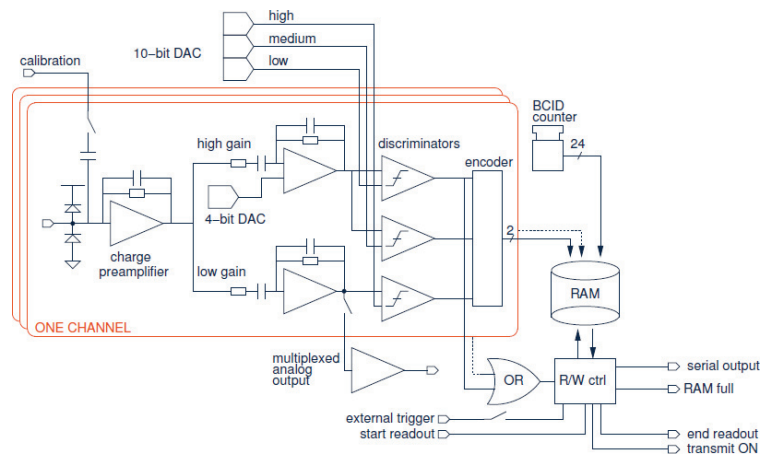 high
medium
10-bit DAC
low
calibration
BCID
counter
24
high gain
discriminators
encoder
4-bit DAC
2
charge
preamplifier
low gain
RAM
ONE CHANNEL
multiplexed
analog
output
OR
R/W ctrl
serial output
RAM full
external trigger
start readout
end readout
transmit ON